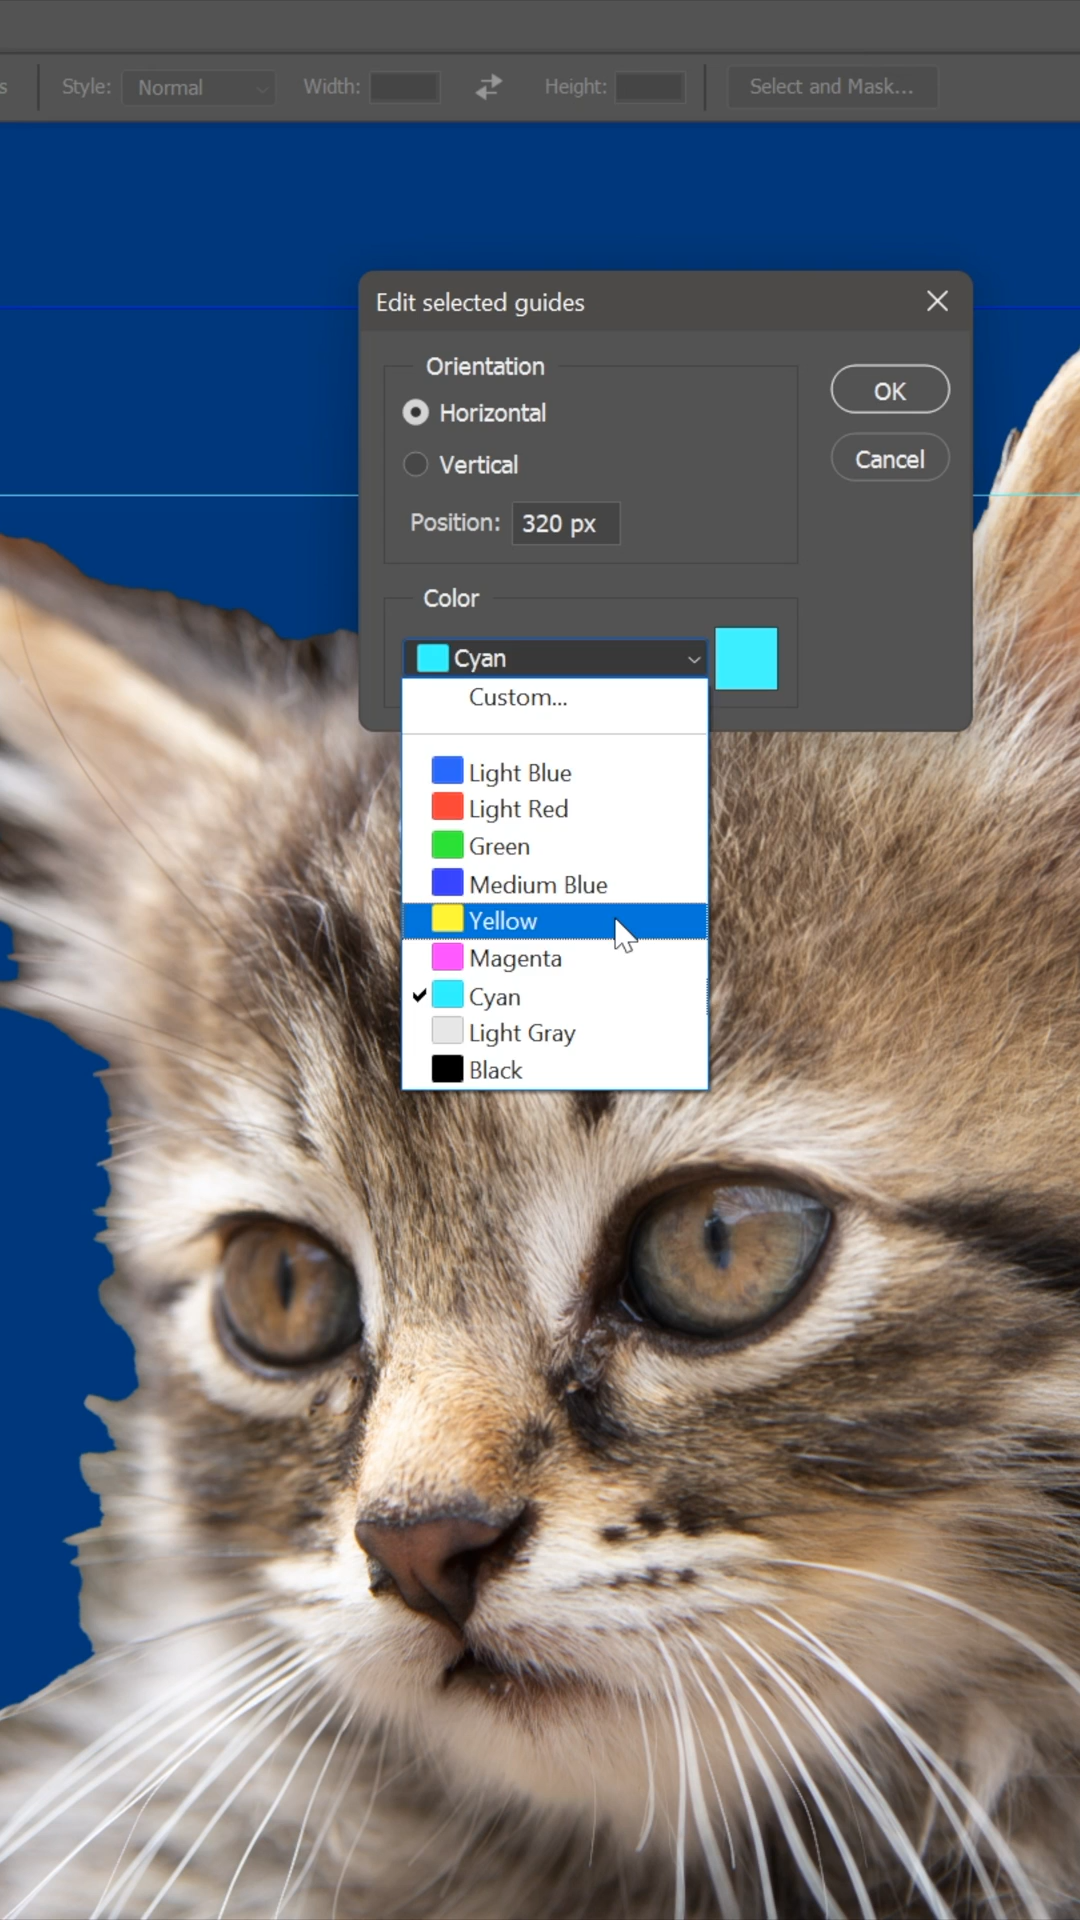 s Style: Normal Width: Height: Select and Mask...
Edit selected guides
Orientation
Horizontal
OK
Vertical
Cancel
Position: 320 px
Color
Cyan
Custom...
Light Blue
Light Red
Green
Medium Blue
Yellow
Magenta
Cyan
Light Gray
Black